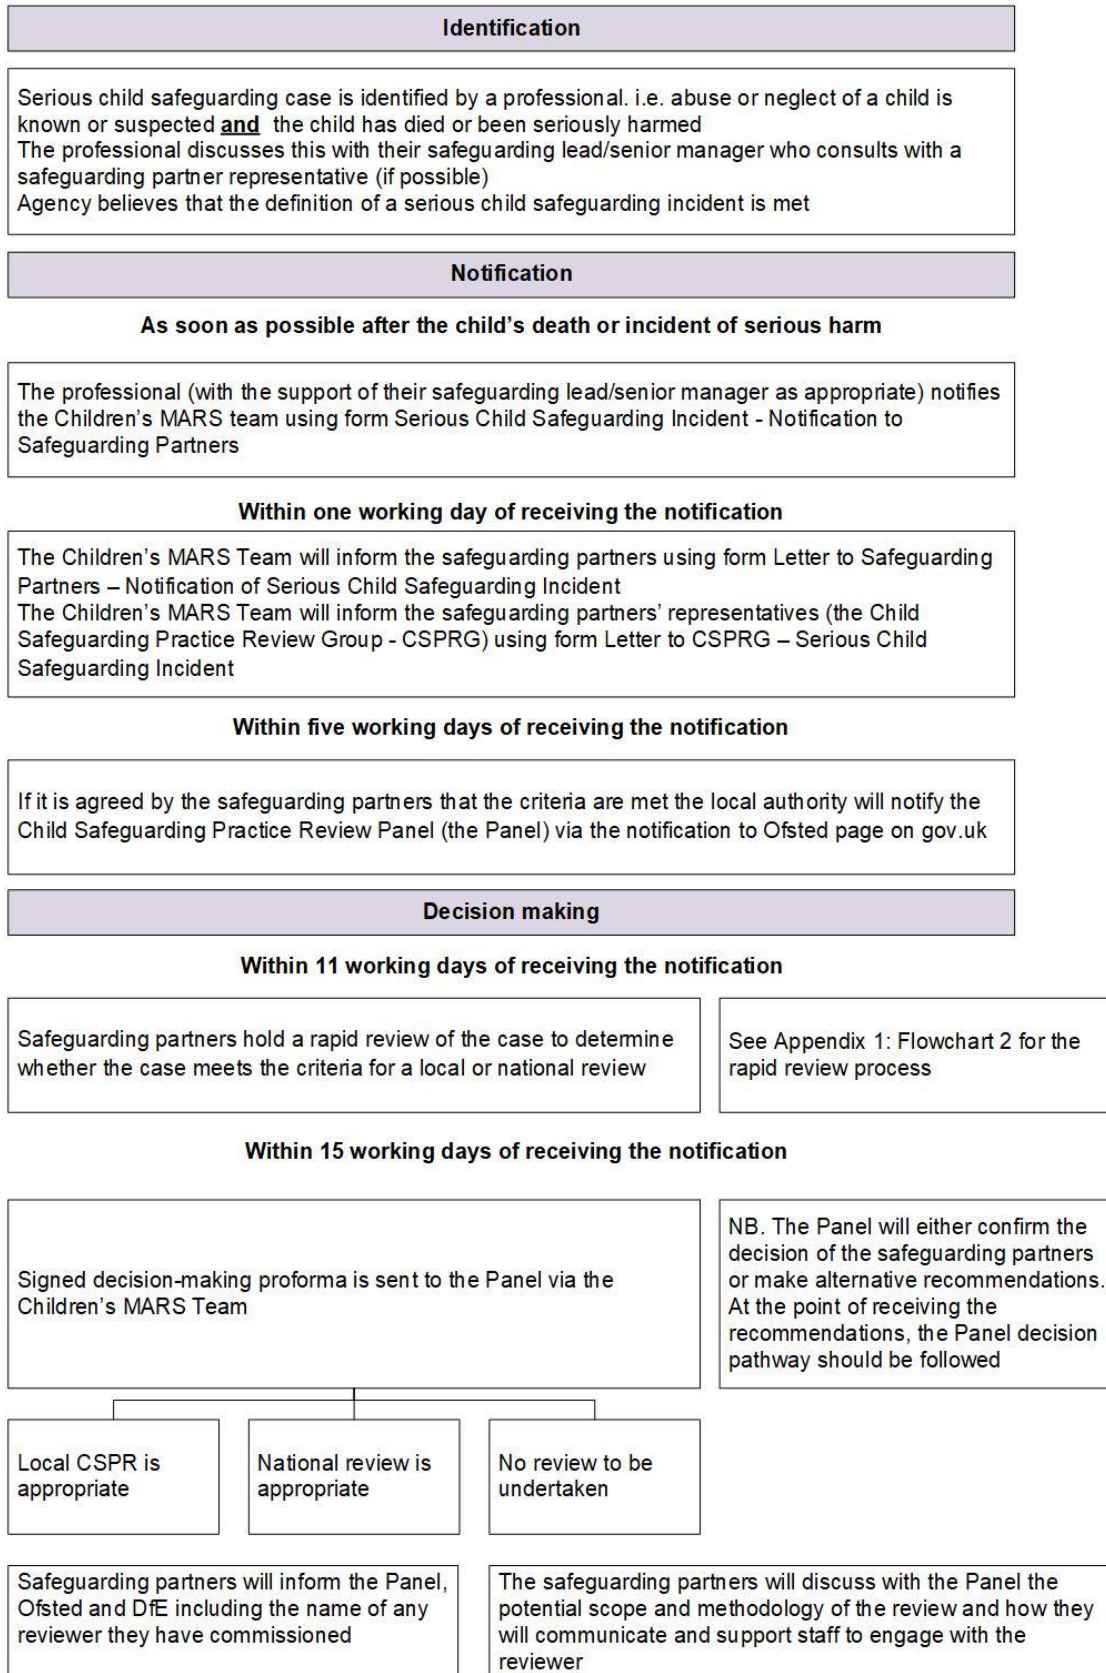 Identification
Serious child safeguarding case is identified by a professional. i.e. abuse or neglect of a child is
known or suspected and the child has died or been seriously harmed
The professional discusses this with their safeguarding lead/senior manager who consults with a
safeguarding partner representative (if possible)
Agency believes that the definition of a serious child safeguarding incident is met
Notification
As soon as possible after the child's death or incident of serious harm
The professional (with the support of their safeguarding lead/senior manager as appropriate) notifies
the Children's MARS team using form Serious Child Safeguarding Incident - Notification to
Safeguarding Partners
Within one working day of receiving the notification
The Children's MARS Team will inform the safeguarding partners using form Letter to Safeguarding
Partners – Notification of Serious Child Safeguarding Incident
The Children's MARS Team will inform the safeguarding partners' representatives (the Child
Safeguarding Practice Review Group - CSPRG) using form Letter to CSPRG – Serious Child
Safeguarding Incident
Within five working days of receiving the notification
If it is agreed by the safeguarding partners that the criteria are met the local authority will notify the
Child Safeguarding Practice Review Panel (the Panel) via the notification to Ofsted page on gov.uk
Decision making
Within 11 working days of receiving the notification
Safeguarding partners hold a rapid review of the case to determine
whether the case meets the criteria for a local or national review
See Appendix 1: Flowchart 2 for the
rapid review process
Within 15 working days of receiving the notification
Signed decision-making proforma is sent to the Panel via the
Children's MARS Team
NB. The Panel will either confirm the
decision of the safeguarding partners
or make alternative recommendations.
At the point of receiving the
recommendations, the Panel decision
pathway should be followed
Local CSPR is
appropriate
National review is
appropriate
No review to be
undertaken
Safeguarding partners will inform the Panel,
Ofsted and DfE including the name of any
reviewer they have commissioned
The safeguarding partners will discuss with the Panel the
potential scope and methodology of the review and how they
will communicate and support staff to engage with the
reviewer